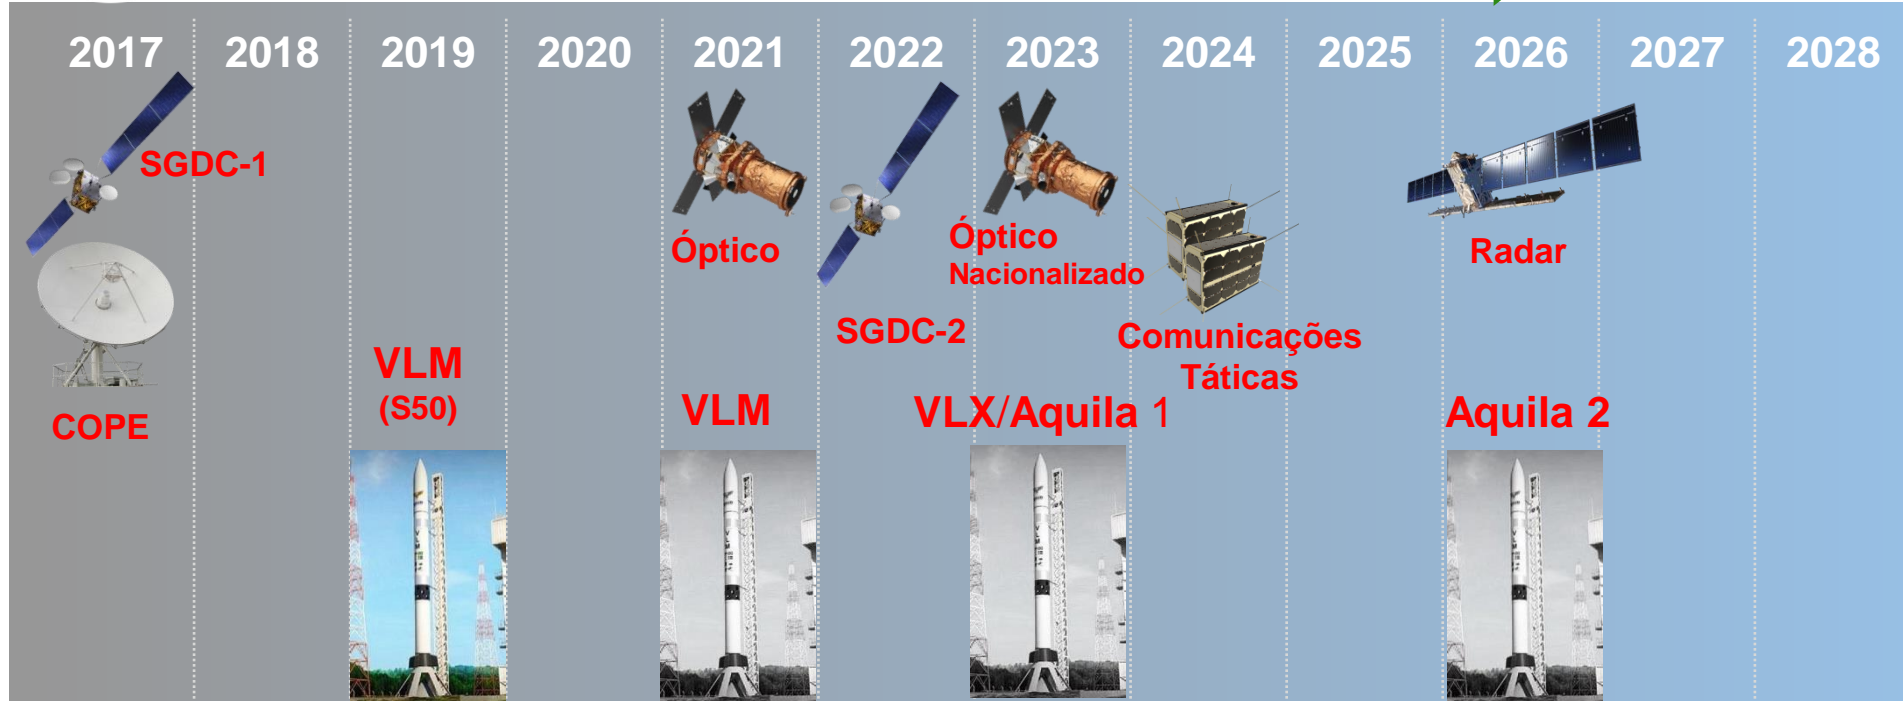 2017 2018 2019 2020 2021 2022 2023 2024 2025 2026 2027 2028
SGDC-1
Óptico
Óptico
Nacionalizado
Radar
SGDC-2
Comunicações
Táticas
COPE
VLM
(S50)
VLM
VLX/Aquila 1
Aquila 2